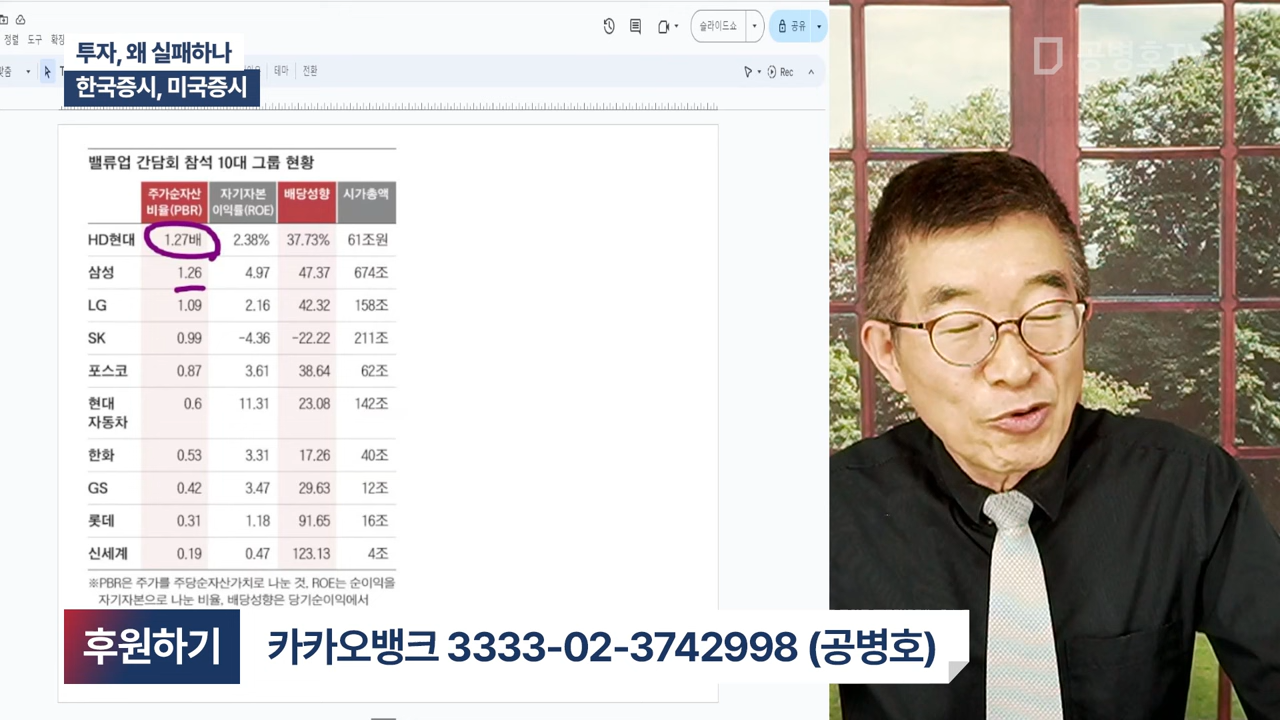 정렬 도구 확장
슬라이드쇼
공유
투자, 왜 실패하나
한국증시, 미국증시
테마 전환
Rec
공병호TV
밸류업 간담회 참석 10대 그룹 현황
주가순자산 비율(PBR) 자기자본 이익률(ROE) 배당성향 시가총액
HD현대 1.27배 2.38% 37.73% 61조원
삼성 1.26 4.97 47.37 674조
LG 1.09 2.16 42.32 158조
SK 0.99 -4.36 -22.22 211조
포스코 0.87 3.61 38.64 62조
현대 자동차 0.6 11.31 23.08 142조
한화 0.53 3.31 17.26 40조
GS 0.42 3.47 29.63 12조
롯데 0.31 1.18 91.65 16조
신세계 0.19 0.47 123.13 4조
※PBR은 주가를 주당순자산가치로 나눈 것, ROE는 순이익을
자기자본으로 나눈 비율, 배당성향은 당기순이익에서
후원하기
카카오뱅크 3333-02-3742998 (공병호)